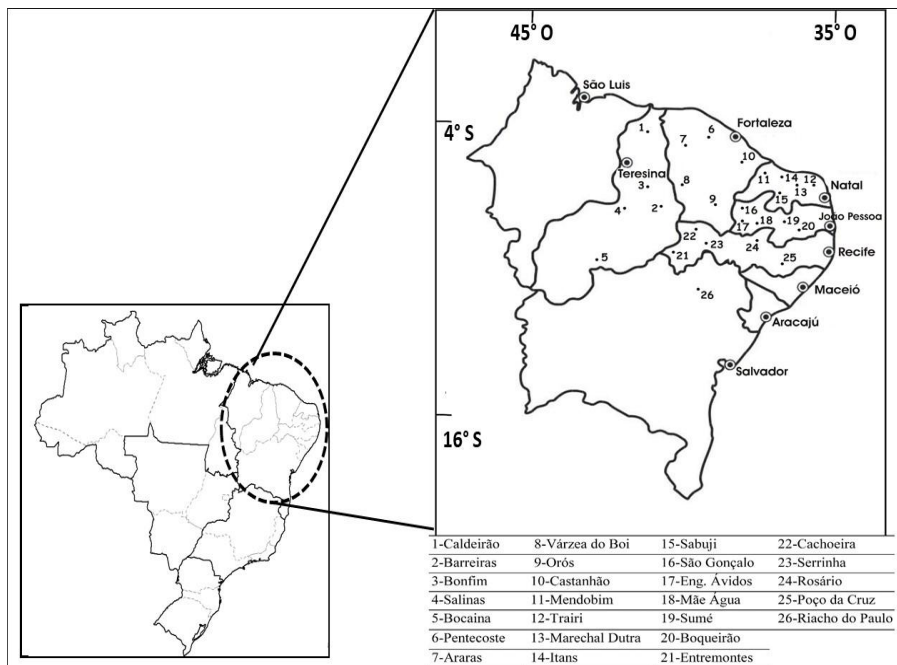 45° O
35° O
São Luis
4° S
Fortaleza
1
6
7
10
Teresina
11
14
12
13
3
8
15
Natal
4
2
9
16
17
18
19
20
João Pessoa
22
23
24
Recife
21
5
25
26
Maceió
Aracajú
Salvador
16° S
1-Caldeirão 8-Várzea do Boi 15-Sabuji 22-Cachoeira
2-Barreiras 9-Orós 16-São Gonçalo 23-Serrinha
3-Bonfim 10-Castanhão 17-Eng. Ávidos 24-Rosário
4-Salinas 11-Mendobim 18-Mãe Água 25-Poço da Cruz
5-Bocaina 12-Trairi 19-Sumé 26-Riacho do Paulo
6-Pentecoste 13-Marechal Dutra 20-Boqueirão
7-Araras 14-Itans 21-Entremontes